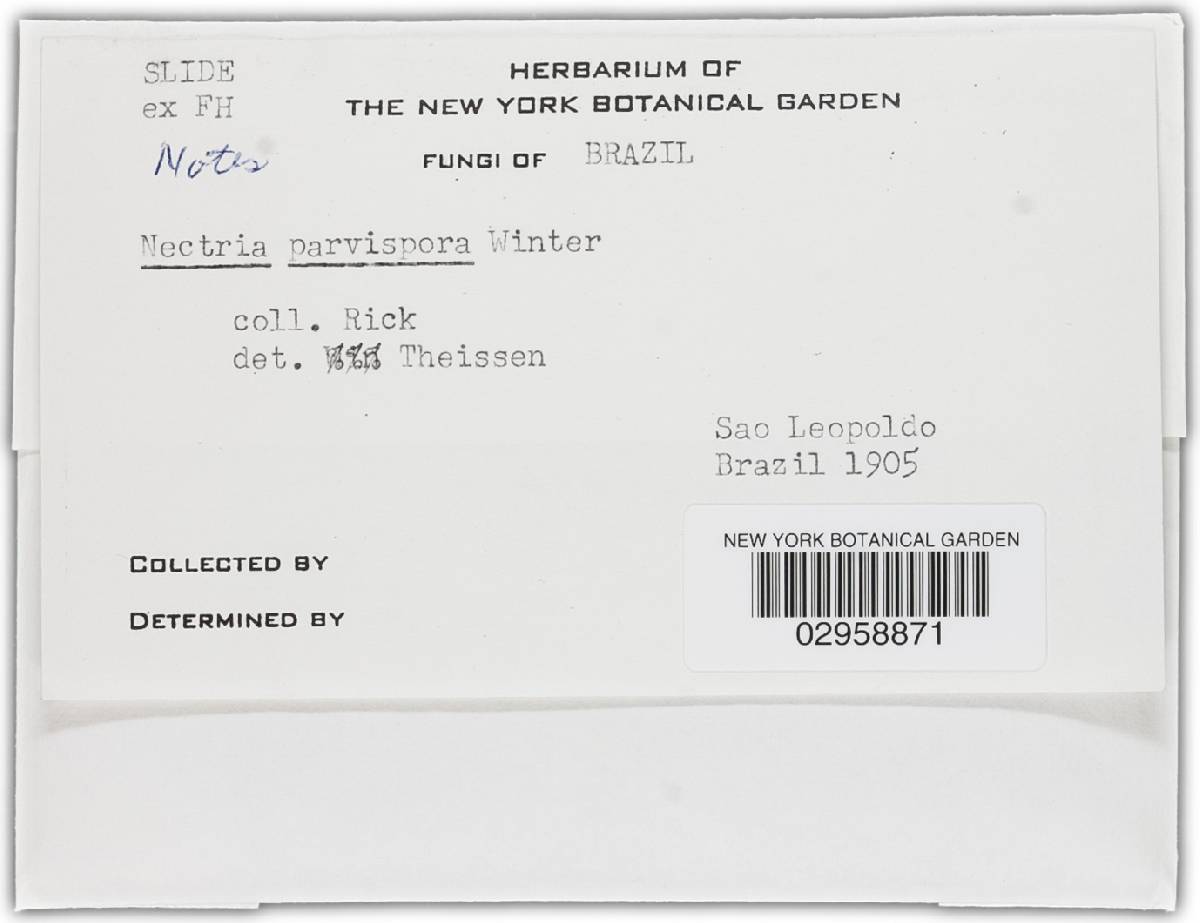 SLIDE
ex FH
Notes
HERBARIUM OF
THE NEW YORK BOTANICAL GARDEN
FUNGI OF BRAZIL
Nectria parvispora Winter
coll. Rick
det. Theissen
Sao Leopoldo
Brazil 1905
COLLECTED BY
DETERMINED BY
NEW YORK BOTANICAL GARDEN
02958871